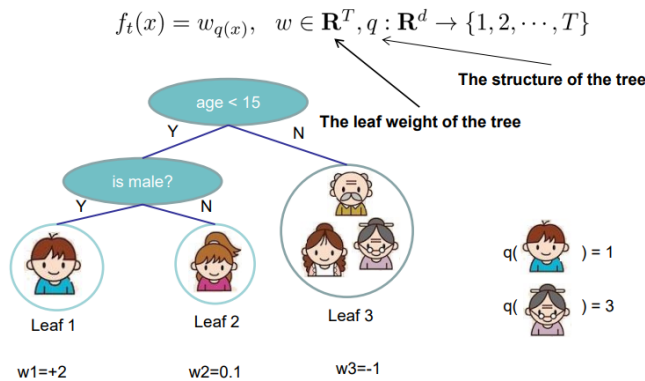 f_t(x) = w_{q(x)}, w ∈ R^T, q : R^d → {1, 2, ⋯, T}
The structure of the tree
age < 15
The leaf weight of the tree
Y N
is male?
Y N
q( ) = 1
Leaf 1 Leaf 2 Leaf 3
q( ) = 3
w1=+2 w2=0.1 w3=-1